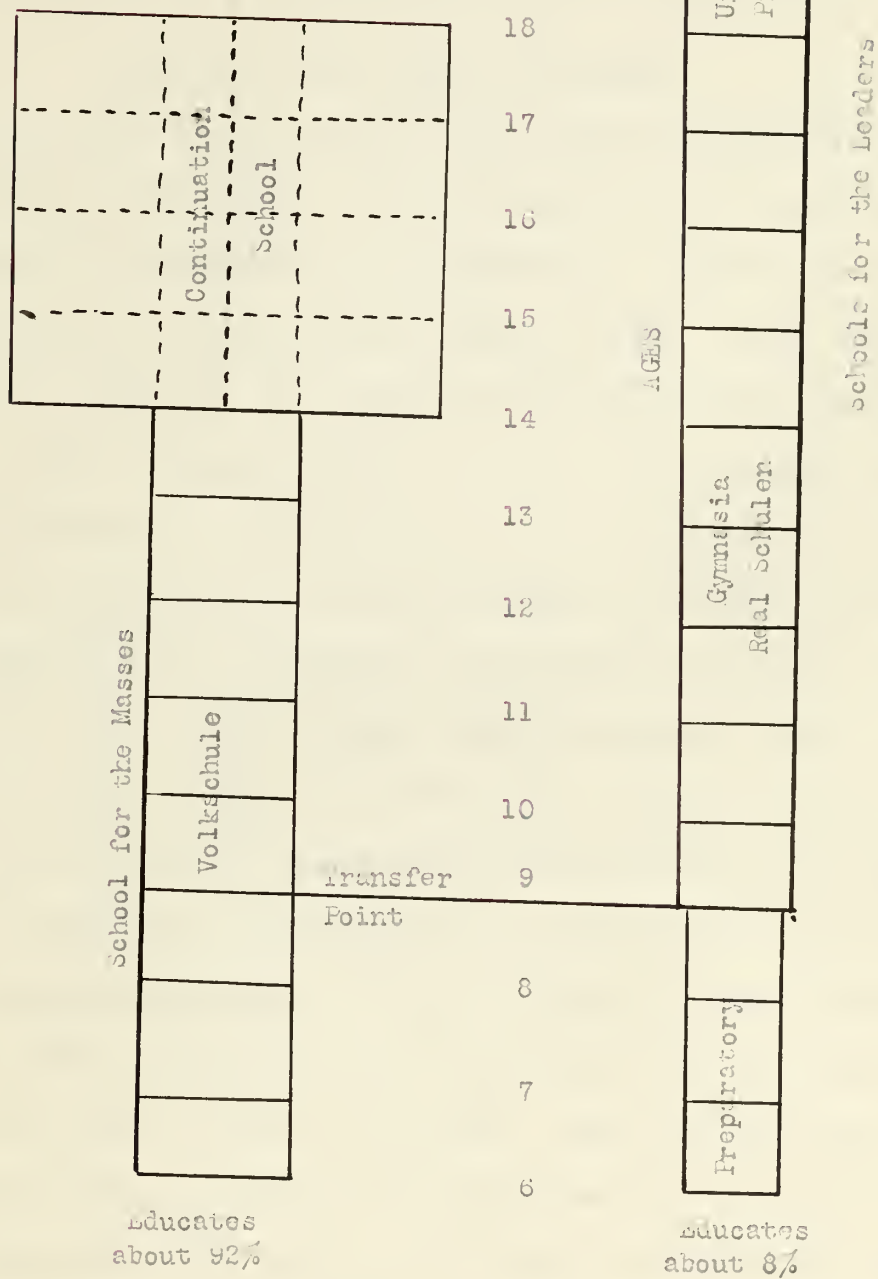 18
17
16
15
14
13
12
11
10
9
8
7
6
AGES
Continuation
School
School for the Masses
Volkschule
Transfer
Point
Gymnasia
Real Schulen
Preparatory
Schools for the Leaders
Educates
about 92%
Educates
about 8%